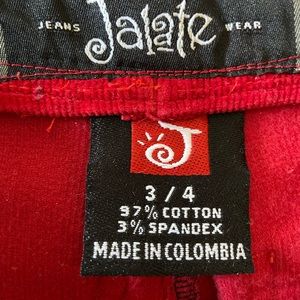 JEANS Jalate WEAR
3 / 4
97% COTTON
3% SPANDEX
MADE IN COLOMBIA